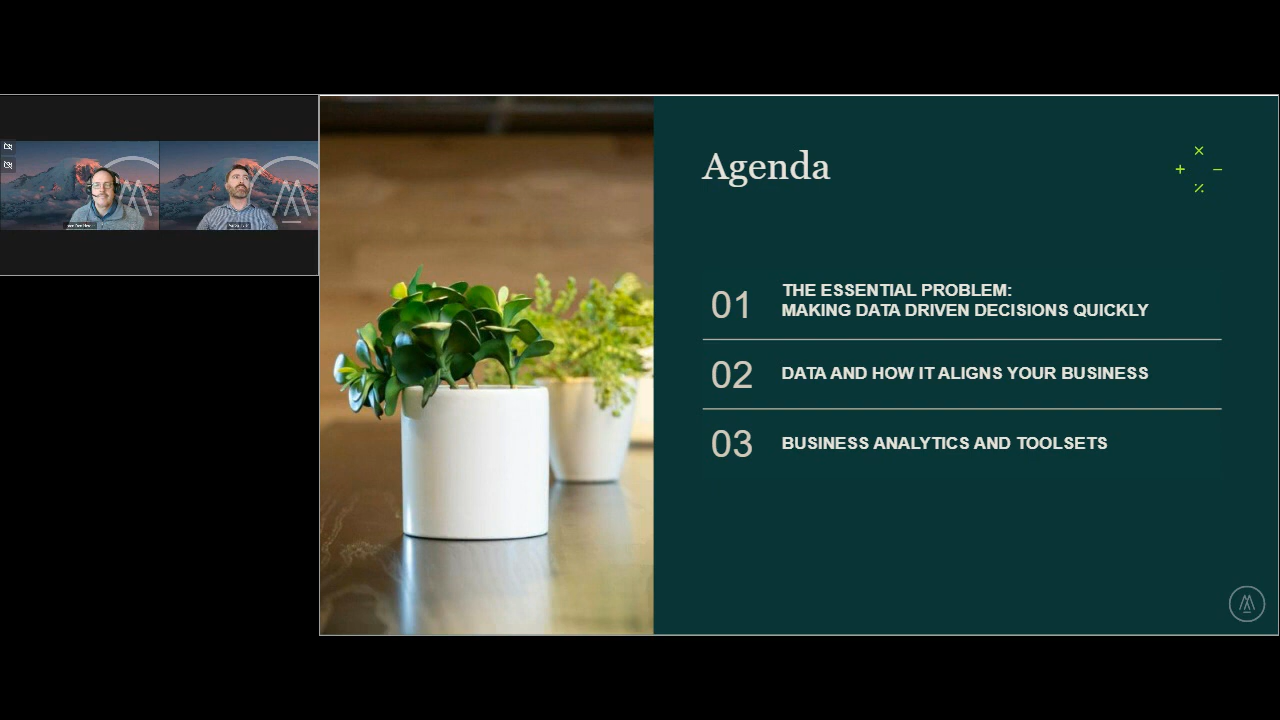 Agenda
01
THE ESSENTIAL PROBLEM:
MAKING DATA DRIVEN DECISIONS QUICKLY
02
DATA AND HOW IT ALIGNS YOUR BUSINESS
03
BUSINESS ANALYTICS AND TOOLSETS